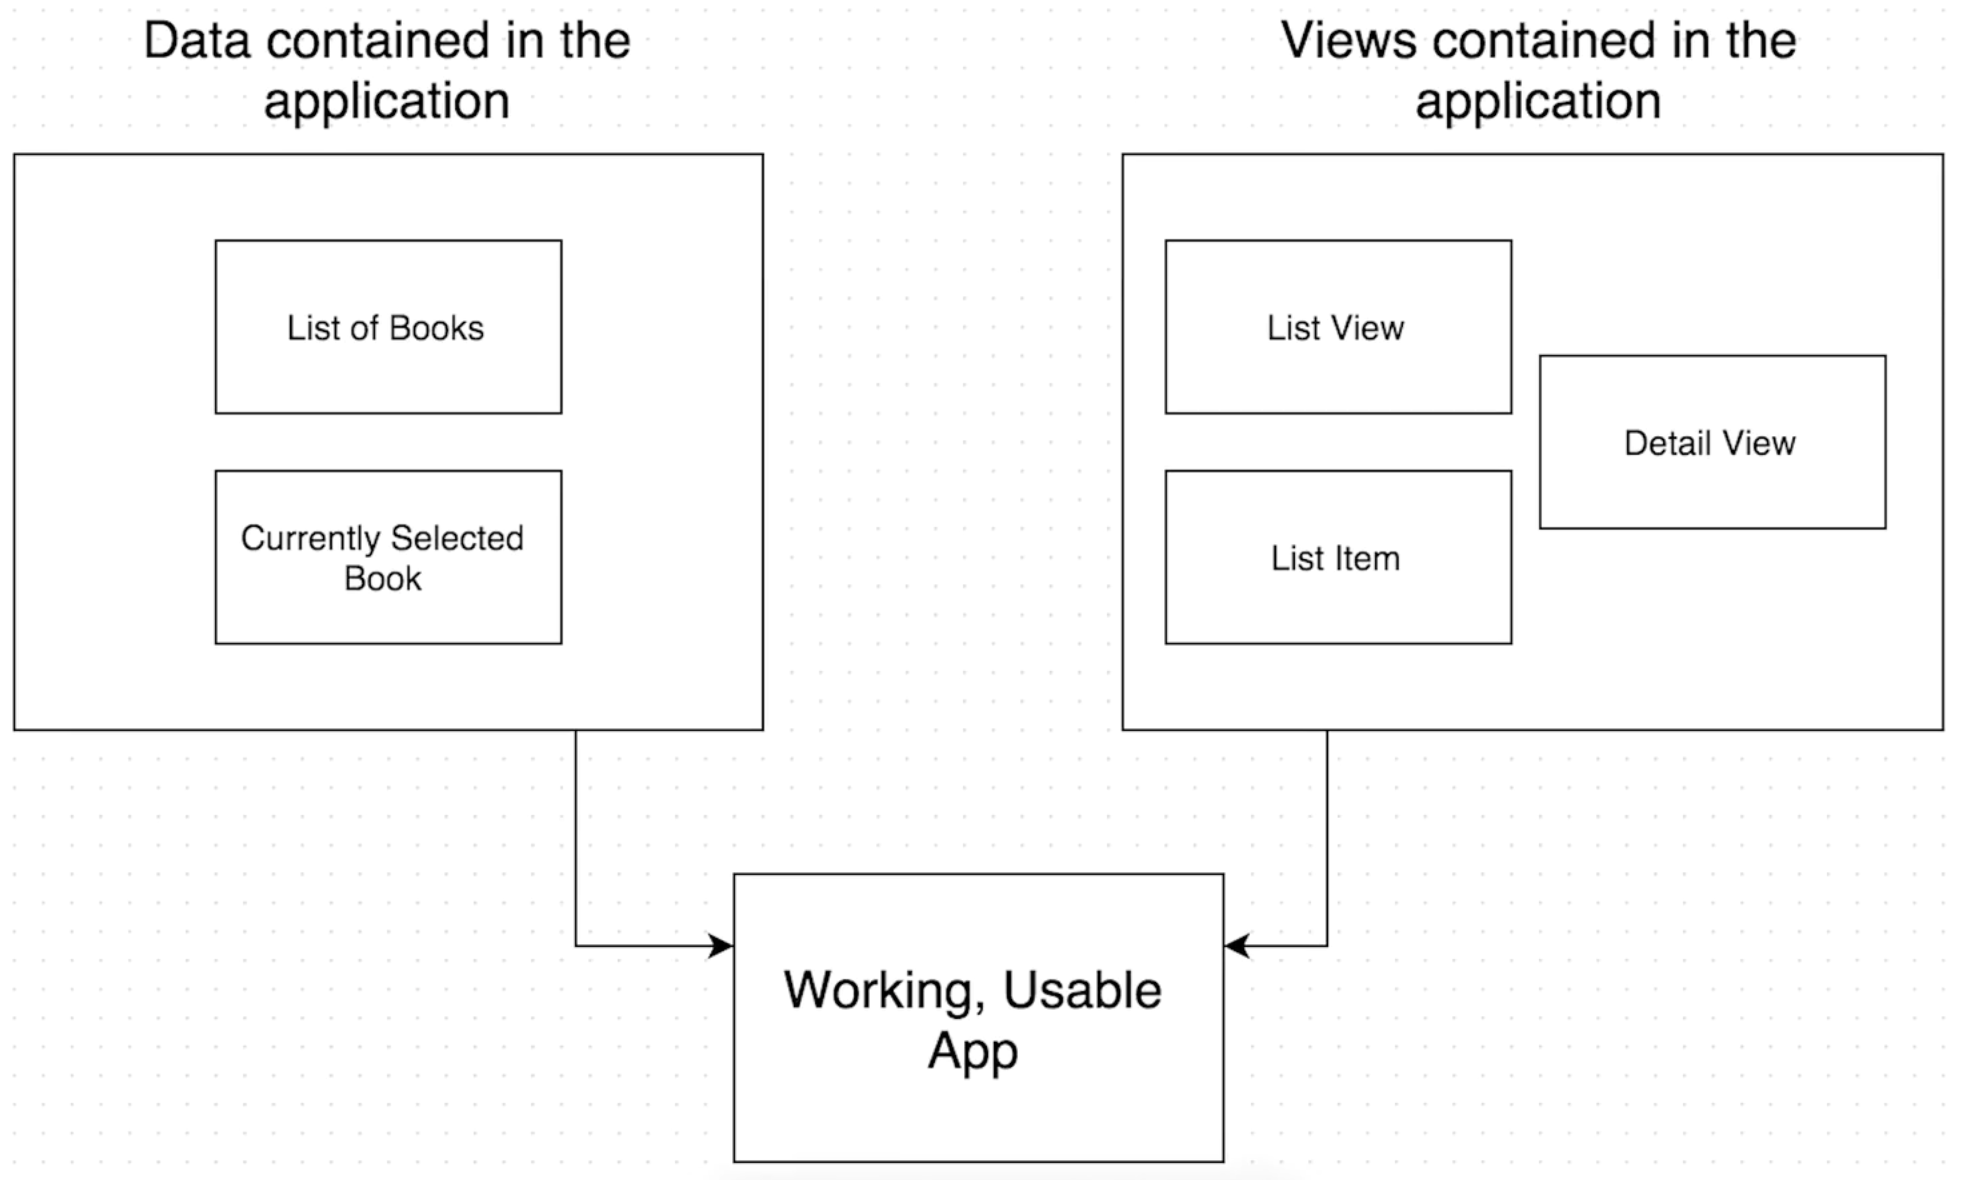 Data contained in the
application
List of Books
Currently Selected
Book
Views contained in the
application
List View
List Item
Detail View
Working, Usable
App